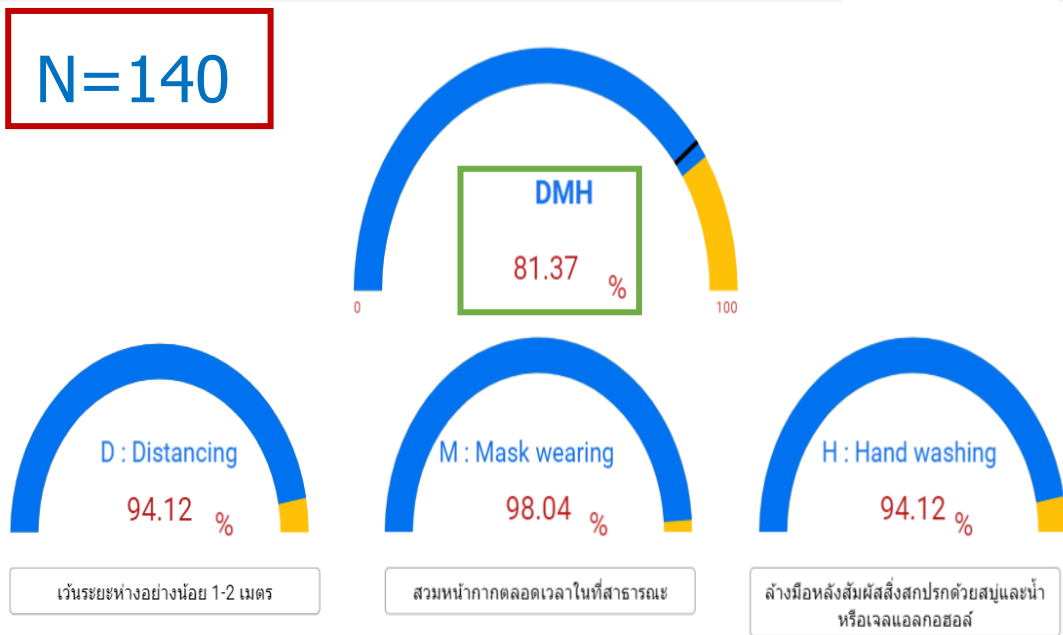 N=140
DMH
81.37 %
0 100
D : Distancing
94.12 %
M : Mask wearing
98.04 %
H : Hand washing
94.12 %
เว้นระยะห่างอย่างน้อย 1-2 เมตร
สวมหน้ากากตลอดเวลาในที่สาธารณะ
ล้างมือหลังสัมผัสสิ่งสกปรกด้วยสบู่และน้ำ
หรือเจลแอลกอฮอล์